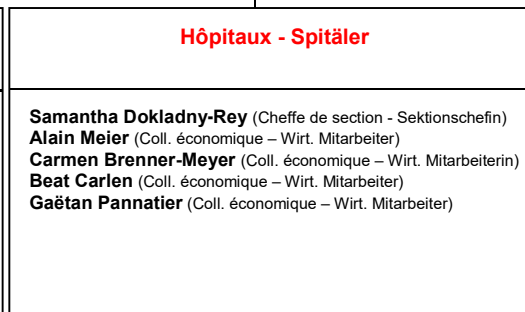 Hôpitaux - Spitäler
Samantha Dokladny-Rey (Cheffe de section - Sektionschefin)
Alain Meier (Coll. économique – Wirt. Mitarbeiter)
Carmen Brenner-Meyer (Coll. économique – Wirt. Mitarbeiterin)
Beat Carlen (Coll. économique – Wirt. Mitarbeiter)
Gaëtan Pannatier (Coll. économique – Wirt. Mitarbeiter)